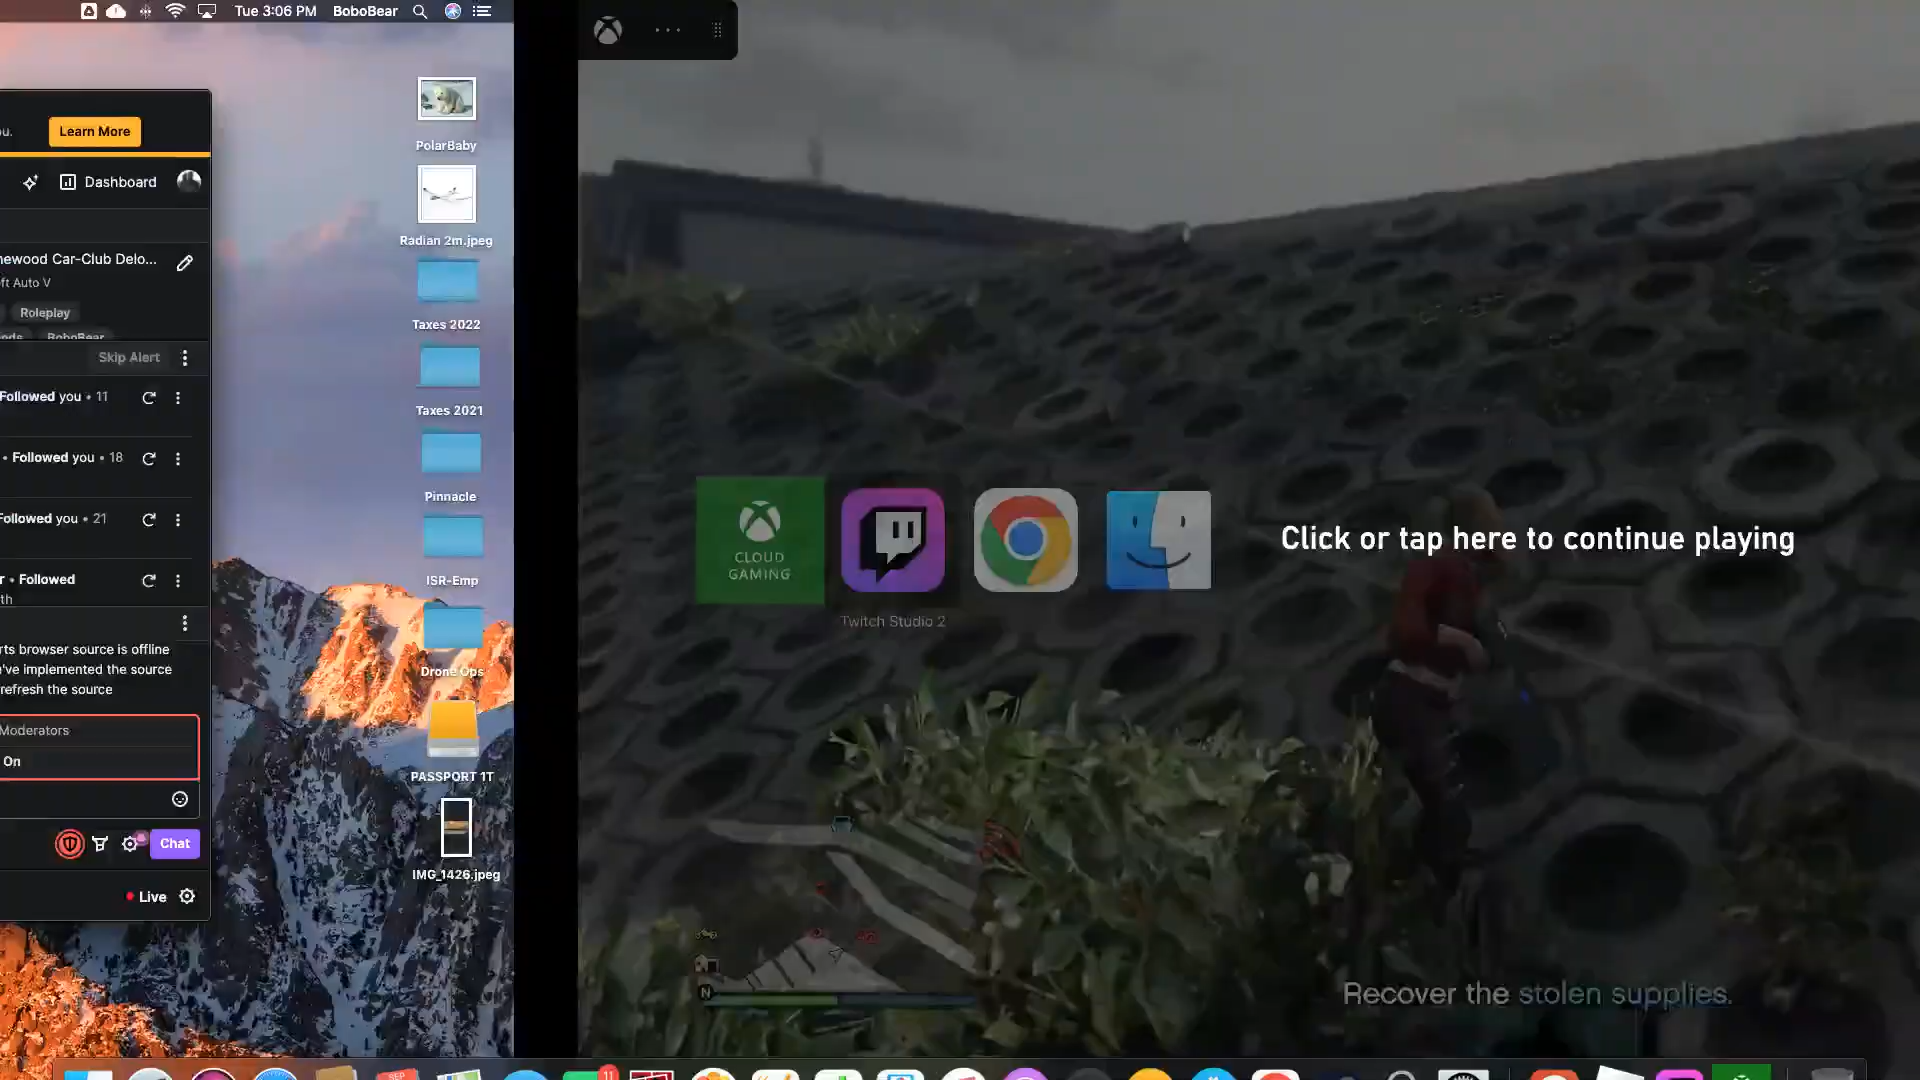 Tue 3:06 PM BoboBear
ou.
Learn More
Dashboard
newood Car-Club Delo...
ft Auto V
Roleplay
BoboBear
Skip Alert
Followed you • 11
• Followed you • 18
Followed you • 21
r • Followed
th
rts browser source is offline
've implemented the source
refresh the source
Moderators
On
Chat
Live
PolarBaby
Radian 2m.jpeg
Taxes 2022
Taxes 2021
Pinnacle
ISR-Emp
Drone Ops
PASSPORT 1T
IMG_1426.jpeg
CLOUD
GAMING
Twitch Studio 2
Click or tap here to continue playing
N
Recover the stolen supplies.
SEP
11